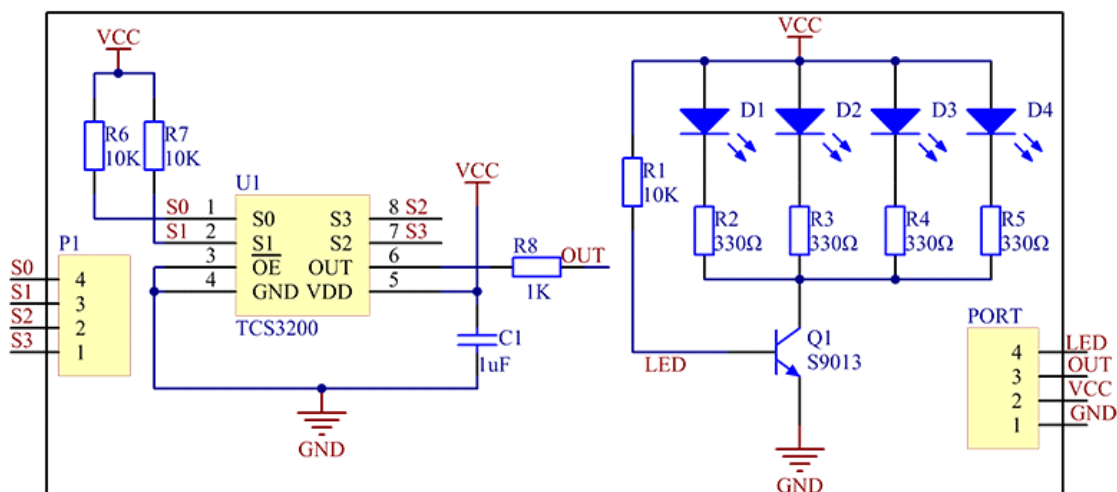 VCC
R6
10K
R7
10K
U1
S0 1 S0 S3 8 S2
S1 2 S1 S2 7 S3
3 OE OUT 6
4 GND VDD 5
TCS3200
VCC
R8
1K
OUT
C1
1uF
GND
P1
S0 4
S1 3
S2 2
S3 1
VCC
D1
D2
D3
D4
R1
10K
R2
330Ω
R3
330Ω
R4
330Ω
R5
330Ω
LED
Q1
S9013
GND
PORT
4 LED
3 OUT
2 VCC
1 GND